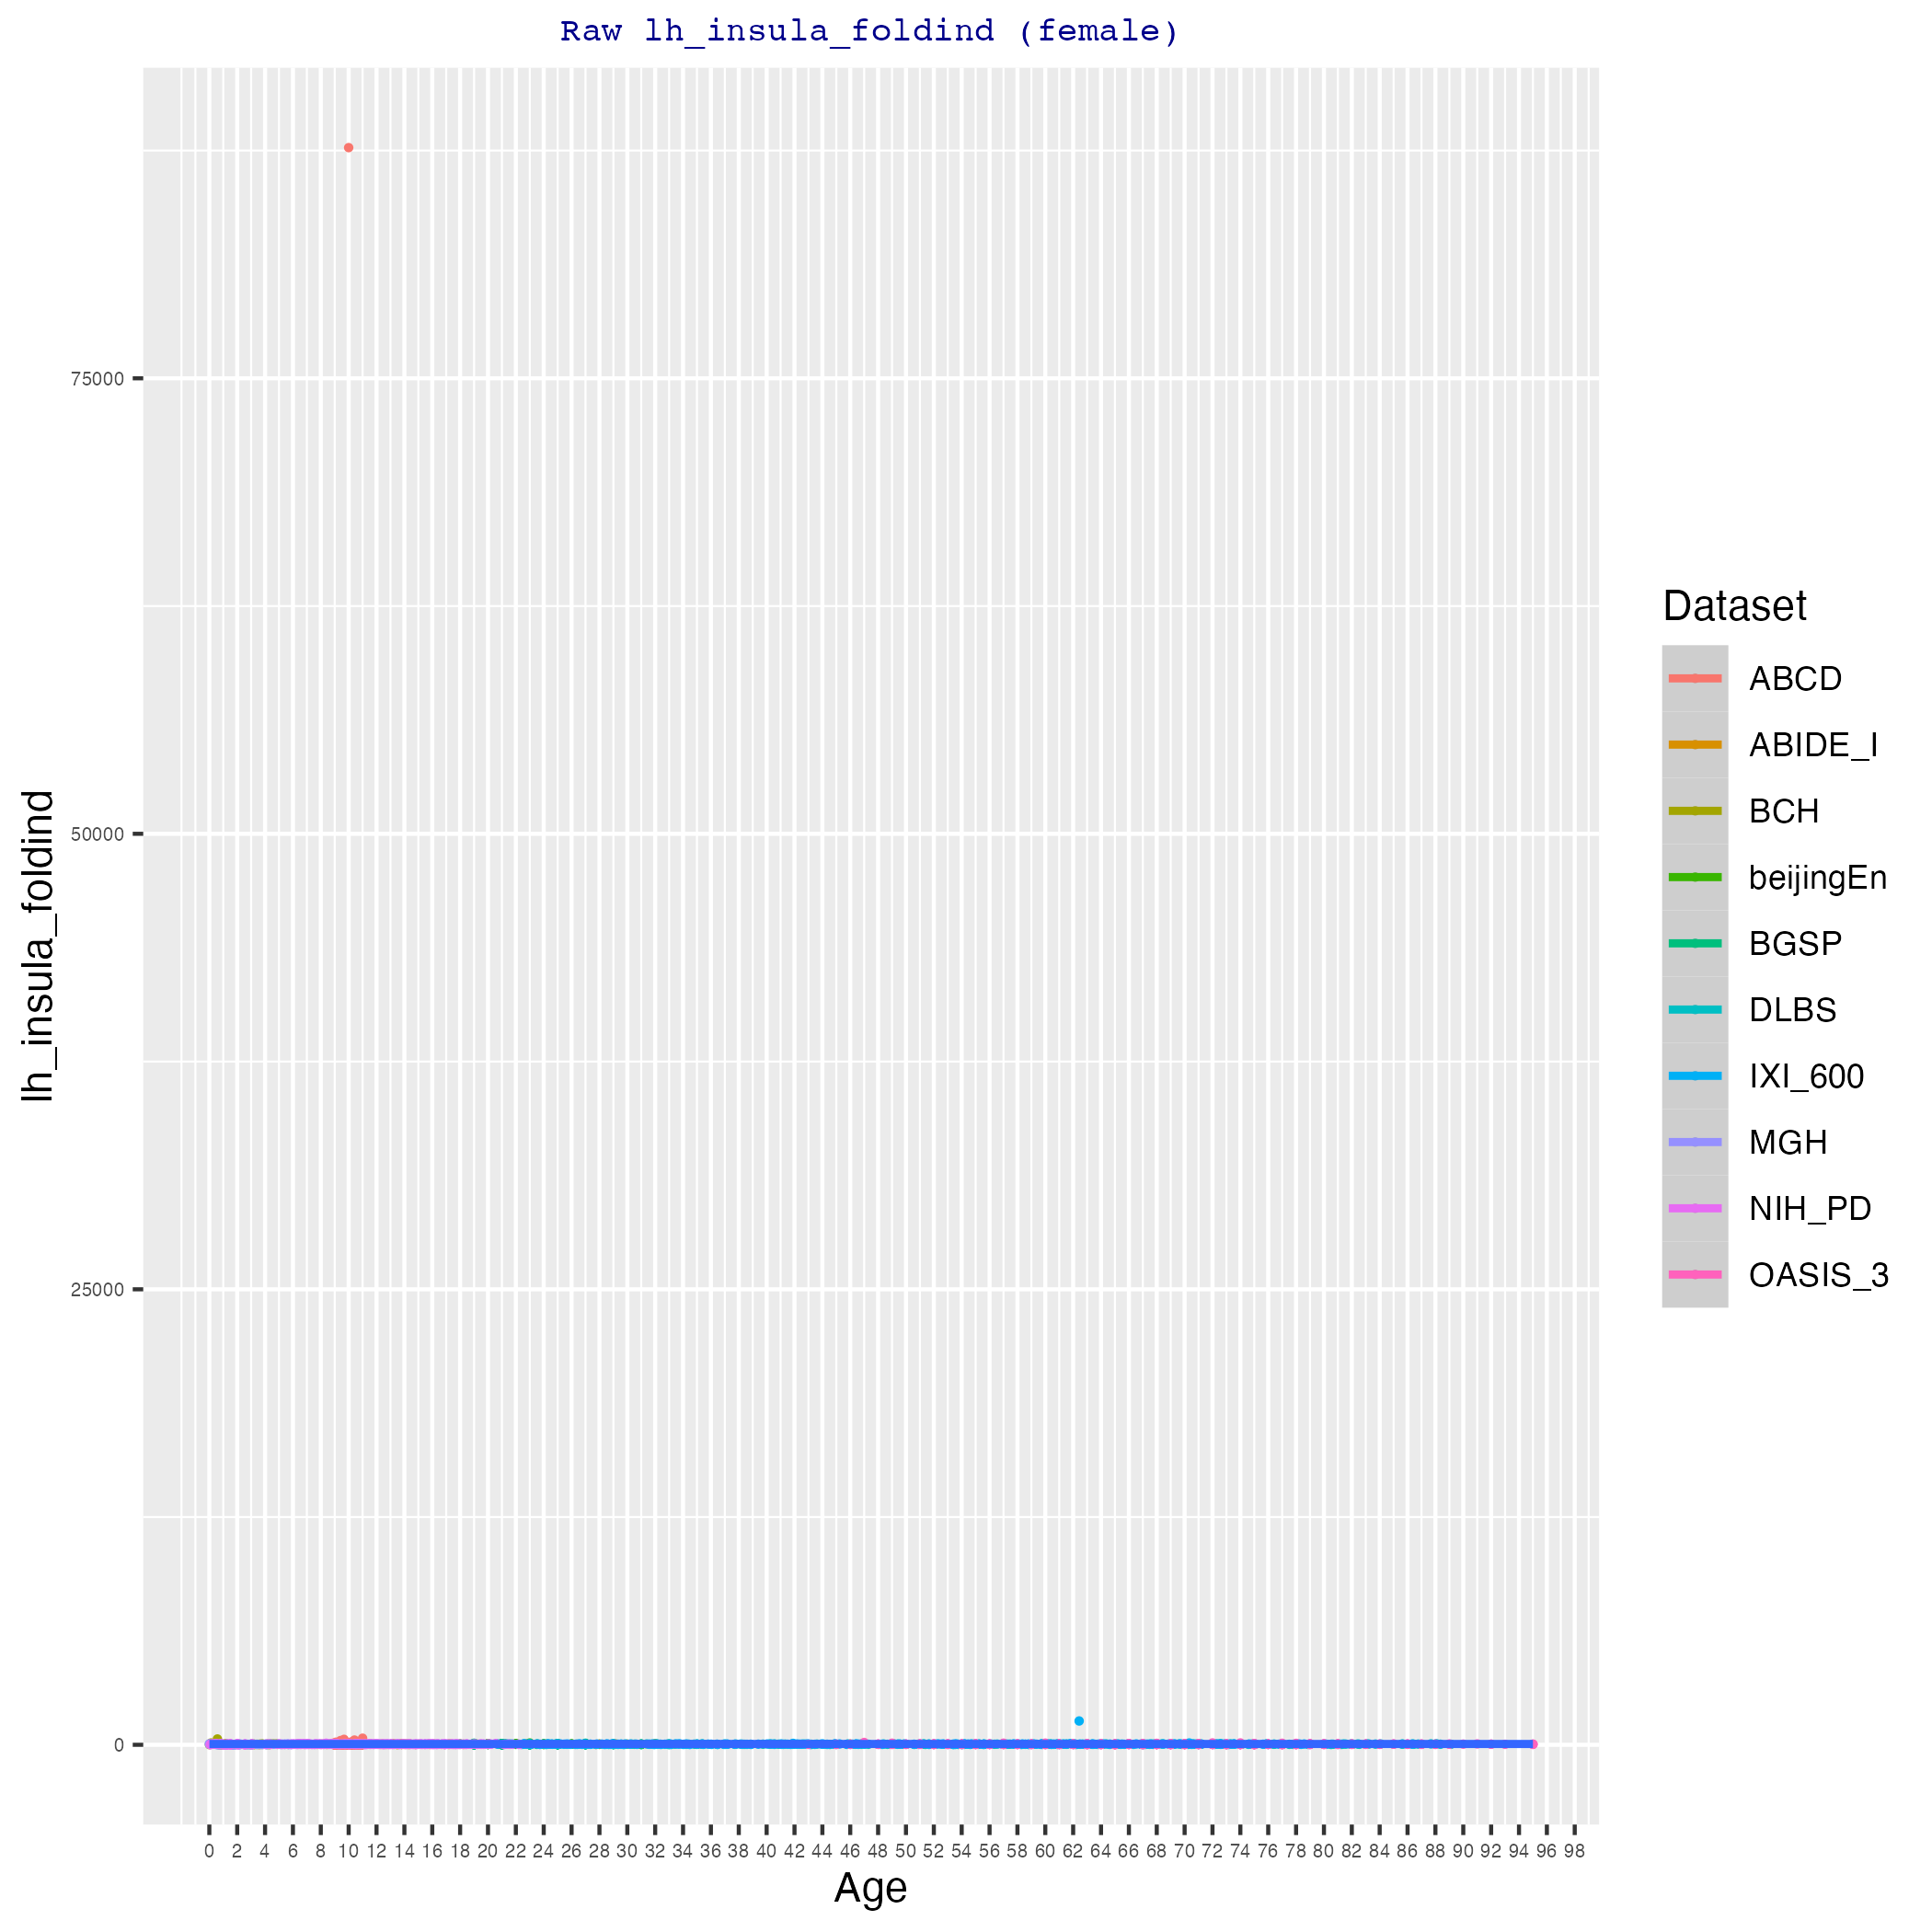 Raw lh_insula_foldind (female)
lh_insula_foldind
75000
50000
25000
0
0 2 4 6 8 10 12 14 16 18 20 22 24 26 28 30 32 34 36 38 40 42 44 46 48 50 52 54 56 58 60 62 64 66 68 70 72 74 76 78 80 82 84 86 88 90 92 94 96 98
Age
Dataset
ABCD
ABIDE_I
BCH
beijingEn
BGSP
DLBS
IXI_600
MGH
NIH_PD
OASIS_3